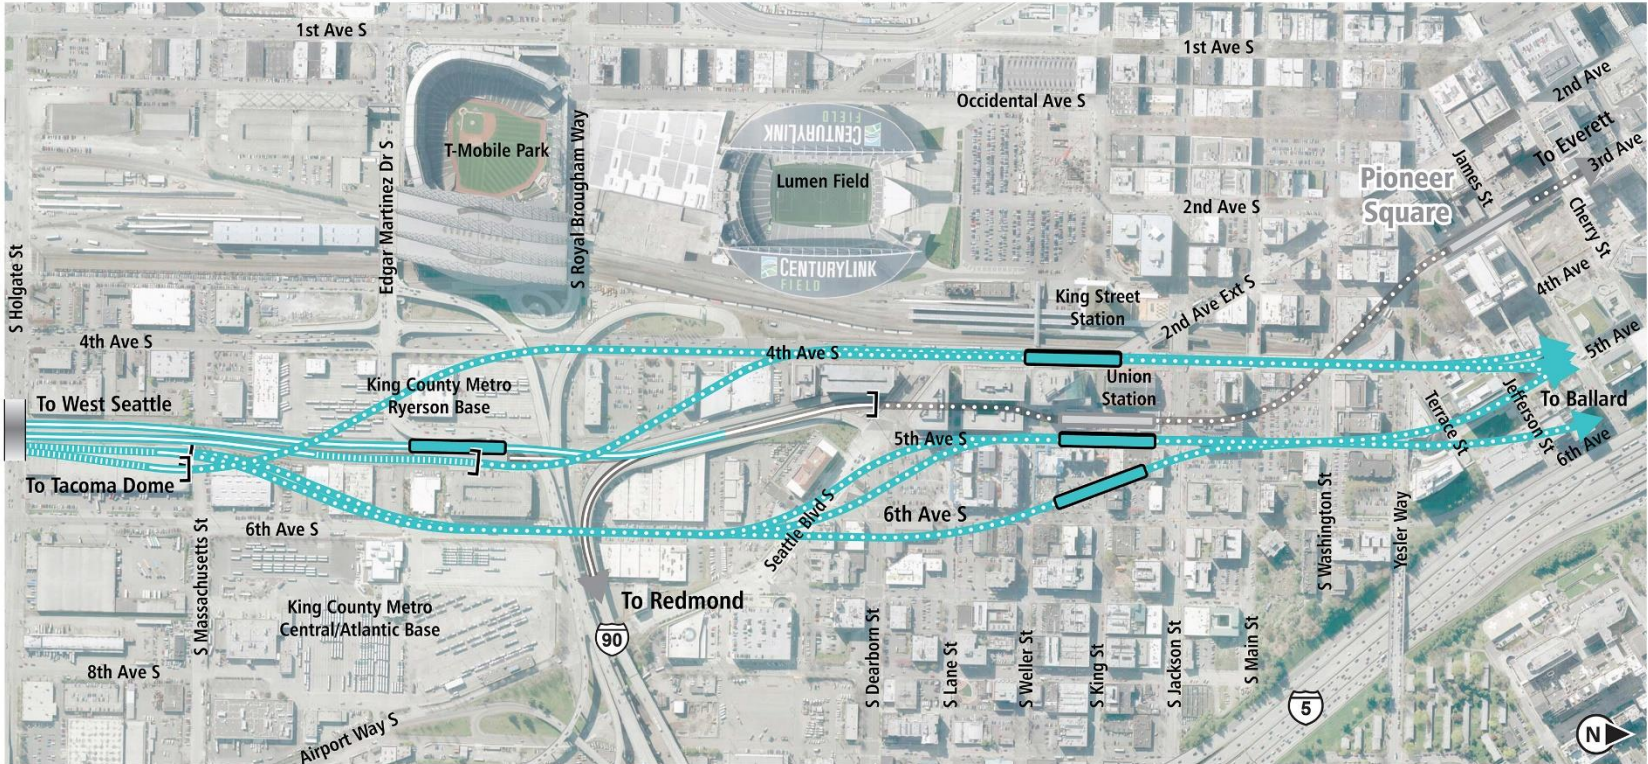 1st Ave S
1st Ave S
2nd Ave
Occidental Ave S
CENTURYLINK
FIELD
T-Mobile Park
Lumen Field
To Everett
3rd Ave
James St
Pioneer
Square
Edgar Martinez Dr S
S Royal Brougham Way
2nd Ave S
Cherry St
S Holgate St
CENTURYLINK
FIELD
King Street
Station
2nd Ave Ext S
4th Ave
4th Ave S
4th Ave S
5th Ave
King County Metro
Ryerson Base
Union
Station
To West Seattle
To Ballard
Terrace St
Jefferson St
5th Ave S
6th Ave
To Tacoma Dome
6th Ave S
6th Ave S
Seattle Blvd S
S Massachusetts St
S Washington St
Yesler Way
King County Metro
Central/Atlantic Base
To Redmond
90
8th Ave S
S Dearborn St
S Lane St
S Weller St
S King St
S Jackson St
S Main St
Airport Way S
5
N